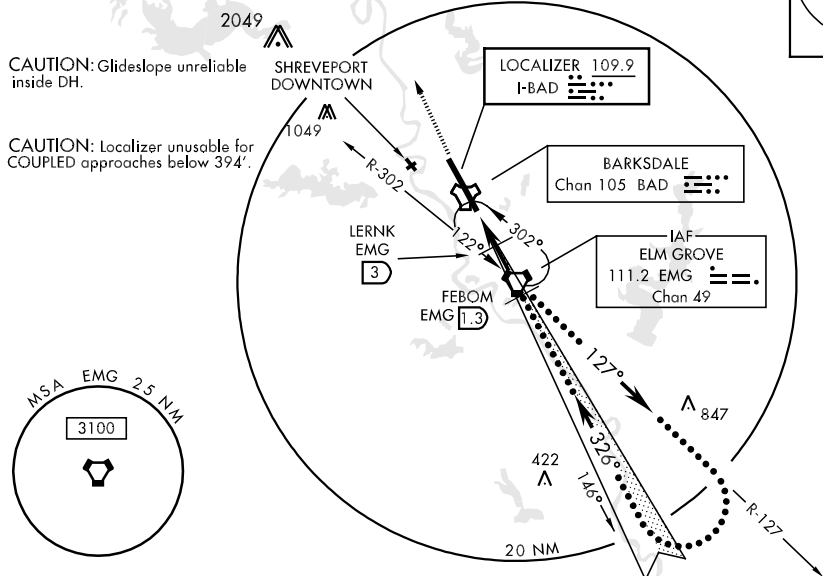 2049
CAUTION: Glideslope unreliable
inside DH.
SHREVEPORT
DOWNTOWN
LOCALIZER 109.9
I-BAD
1049
CAUTION: Localizer unusable for
COUPLED approaches below 394'.
R-302
BARKSDALE
Chan 105 BAD
LERNK
EMG
3
122°
302°
IAF
ELM GROVE
111.2 EMG
Chan 49
FEBOM
EMG 1.3
127°
MSA EMG 25 NM
3100
847
326°
422
146°
R-127
20 NM